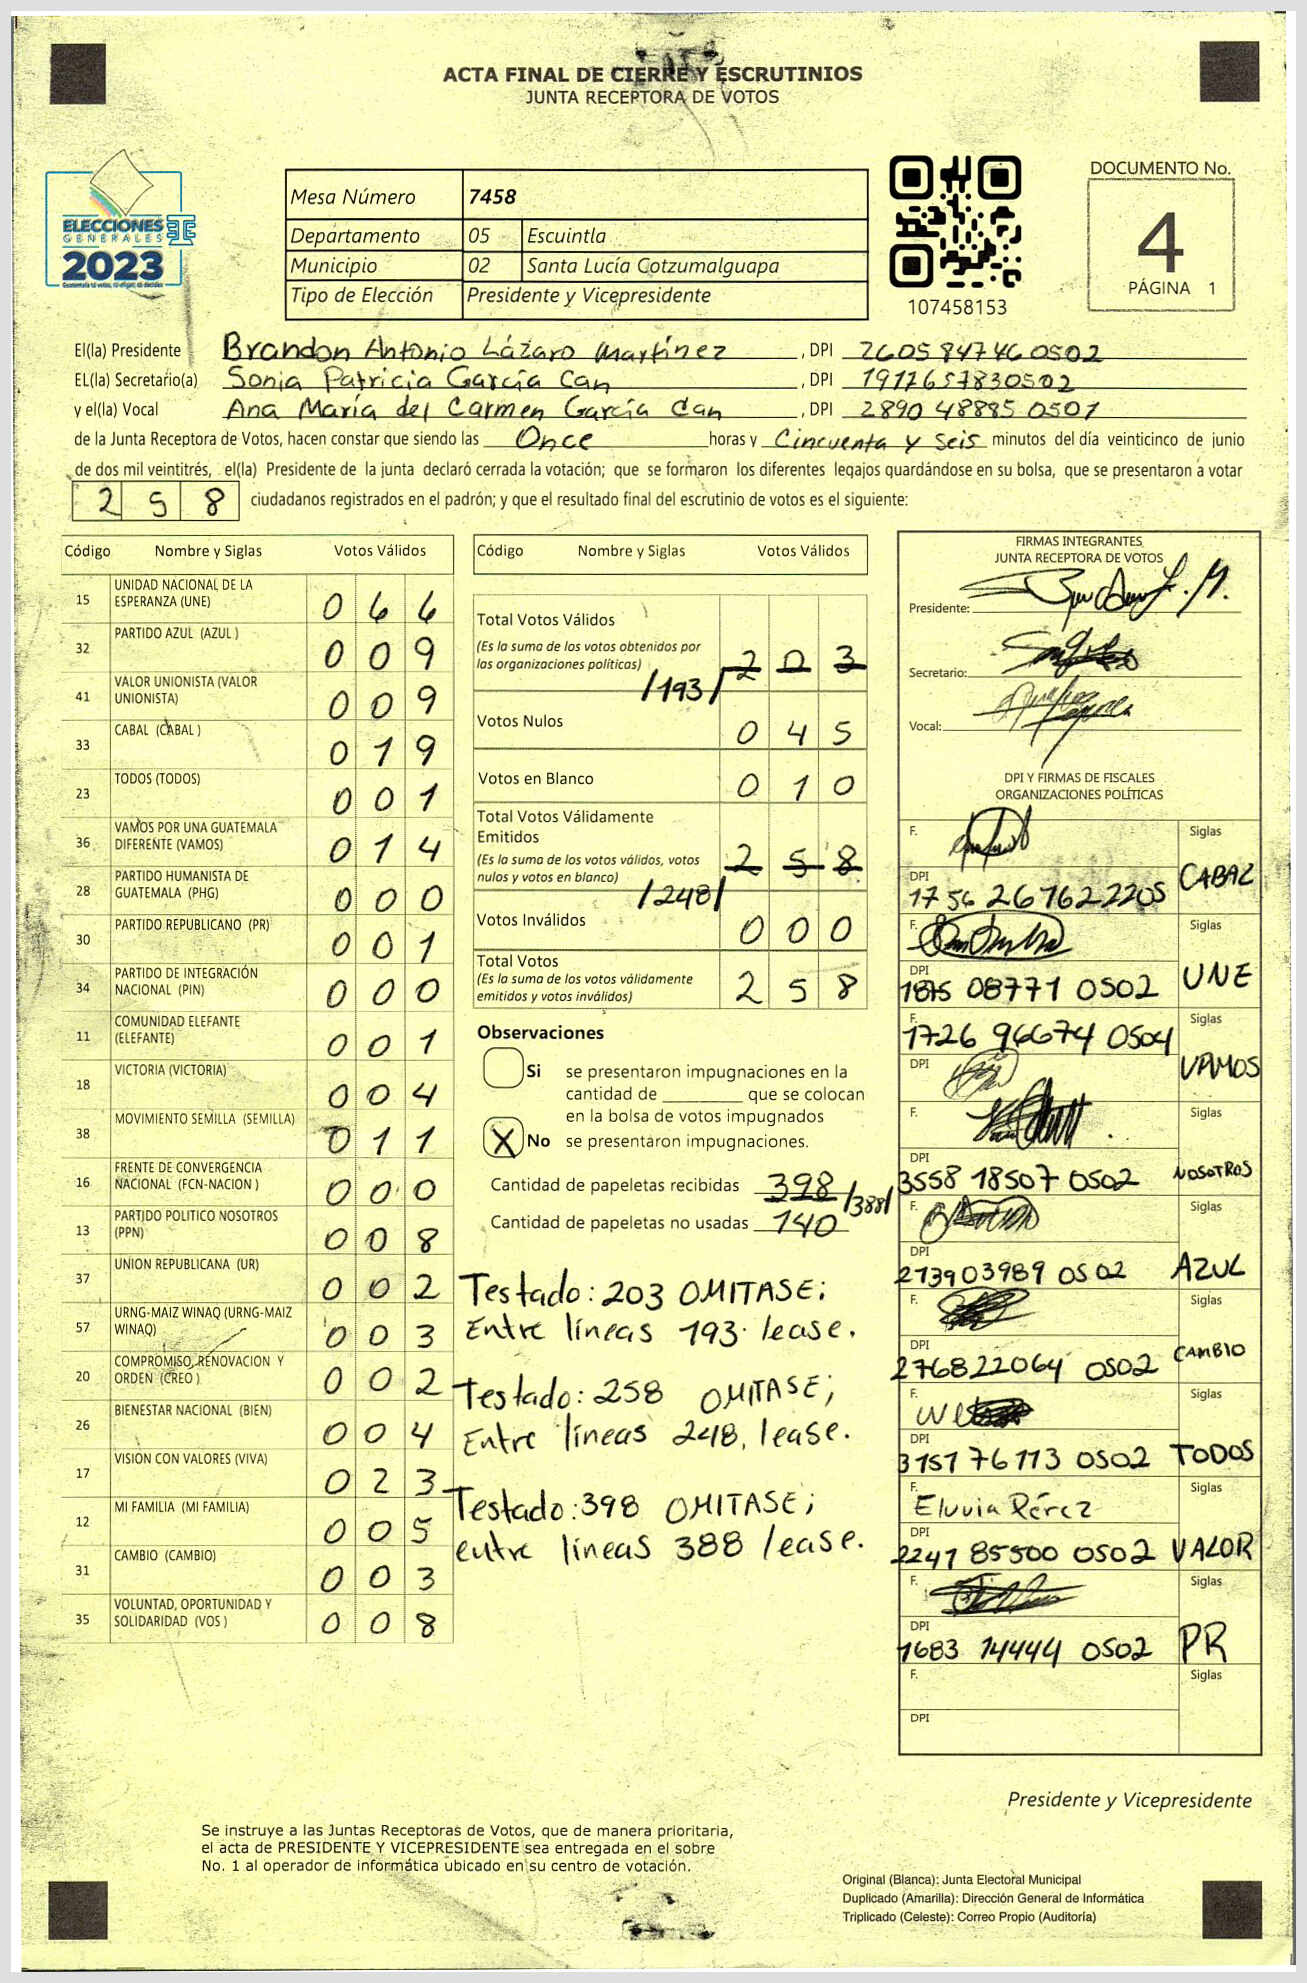 ACTA FINAL DE CIERRE Y ESCRUTINIOS
JUNTA RECEPTORA DE VOTOS
ELECCIONES
GENERALES
2023
Mesa Número 7458
Departamento 05 Escuintla
Municipio 02 Santa Lucía Cotzumalguapa
Tipo de Elección Presidente y Vicepresidente
107458153
DOCUMENTO No.
4
PÁGINA 1
El(la) Presidente Brandon Antonio Lázaro Martínez , DPI 2605 84746 0502
EL(la) Secretario(a) Sonia Patricia García Can , DPI 1917657830502
y el(la) Vocal Ana María del Carmen García Can , DPI 2890 48885 0501
de la Junta Receptora de Votos, hacen constar que siendo las Once horas y Cincuenta y seis minutos del día veinticinco de junio
de dos mil veintitrés, el(la) Presidente de la junta declaró cerrada la votación; que se formaron los diferentes legajos quardándose en su bolsa, que se presentaron a votar
258 ciudadanos registrados en el padrón; y que el resultado final del escrutinio de votos es el siguiente:
Código Nombre y Siglas Votos Válidos
15 UNIDAD NACIONAL DE LA ESPERANZA (UNE) 0 6 6
32 PARTIDO AZUL (AZUL ) 0 0 9
41 VALOR UNIONISTA (VALOR UNIONISTA) 0 0 9
33 CABAL (CABAL ) 0 1 9
23 TODOS (TODOS) 0 0 1
36 VAMOS POR UNA GUATEMALA DIFERENTE (VAMOS) 0 1 4
28 PARTIDO HUMANISTA DE GUATEMALA (PHG) 0 0 0
30 PARTIDO REPUBLICANO (PR) 0 0 1
34 PARTIDO DE INTEGRACIÓN NACIONAL (PIN) 0 0 0
11 COMUNIDAD ELEFANTE (ELEFANTE) 0 0 1
18 VICTORIA (VICTORIA) 0 0 4
38 MOVIMIENTO SEMILLA (SEMILLA) 0 1 1
16 FRENTE DE CONVERGENCIA NACIONAL (FCN-NACION ) 0 0 0
13 PARTIDO POLITICO NOSOTROS (PPN) 0 0 8
37 UNION REPUBLICANA (UR) 0 0 2
57 URNG-MAIZ WINAQ (URNG-MAIZ WINAQ) 0 0 3
20 COMPROMISO, RENOVACION Y ORDEN (CREO ) 0 0 2
26 BIENESTAR NACIONAL (BIEN) 0 0 4
17 VISION CON VALORES (VIVA) 0 2 3
12 MI FAMILIA (MI FAMILIA) 0 0 5
31 CAMBIO (CAMBIO) 0 0 3
35 VOLUNTAD, OPORTUNIDAD Y SOLIDARIDAD (VOS ) 0 0 8
Código Nombre y Siglas Votos Válidos
Total Votos Válidos
(Es la suma de los votos obtenidos por
las organizaciones políticas) 2 0 3
/193/
Votos Nulos 0 4 5
Votos en Blanco 0 1 0
Total Votos Válidamente
Emitidos
(Es la suma de los votos válidos, votos
nulos y votos en blanco) 2 5 8
/248/
Votos Inválidos 0 0 0
Total Votos
(Es la suma de los votos válidamente
emitidos y votos inválidos) 2 5 8
Observaciones
Si se presentaron impugnaciones en la
cantidad de ________ que se colocan
en la bolsa de votos impugnados
X No se presentaron impugnaciones.
Cantidad de papeletas recibidas 398 /388/
Cantidad de papeletas no usadas 140
Testado: 203 OMITASE;
Entre líneas 193. lease.
Testado: 258 OMITASE;
Entre líneas 248, lease.
Testado: 398 OMITASE;
entre líneas 388 lease.
FIRMAS INTEGRANTES
JUNTA RECEPTORA DE VOTOS
Presidente:
Secretario:
Vocal:
DPI Y FIRMAS DE FISCALES
ORGANIZACIONES POLÍTICAS
F. Siglas
DPI 1756 26762 2205 CABAL
F. Siglas
DPI 1875 08771 0502 UNE
F. 1726 96674 0504 Siglas
DPI VAMOS
F. Siglas
DPI 3558 18507 0502 NOSOTROS
F. Siglas
DPI 273903989 0502 AZUL
F. Siglas
DPI 276822064 0502 CAMBIO
F. Siglas
DPI 3151 76113 0502 TODOS
F. Eluvia Pérez Siglas
DPI 2241 85500 0502 VALOR
F. Siglas
DPI 1683 14444 0502 PR
F. Siglas
DPI
Presidente y Vicepresidente
Se instruye a las Juntas Receptoras de Votos, que de manera prioritaria,
el acta de PRESIDENTE Y VICEPRESIDENTE sea entregada en el sobre
No. 1 al operador de informática ubicado en su centro de votación.
Original (Blanca): Junta Electoral Municipal
Duplicado (Amarilla): Dirección General de Informática
Triplicado (Celeste): Correo Propio (Auditoría)